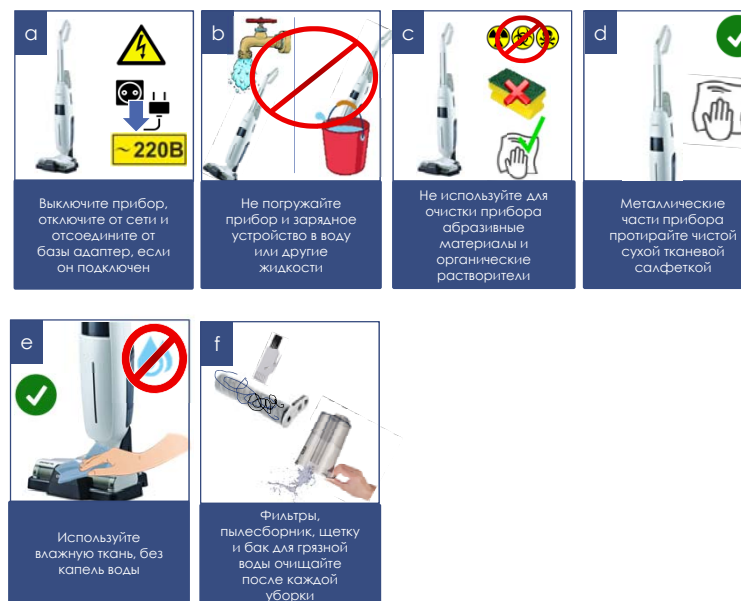 a
~220В
Выключите прибор,
отключите от сети и
отсоедините от
базы адаптер, если
он подключен
b
Не погружайте
прибор и зарядное
устройство в воду
или другие
жидкости
c
Не используйте для
очистки прибора
абразивные
материалы и
органические
растворители
d
Металлические
части прибора
протирайте чистой
сухой тканевой
салфеткой
e
Используйте
влажную ткань, без
капель воды
f
Фильтры,
пылесборник, щетку
и бак для грязной
воды очищайте
после каждой
уборки